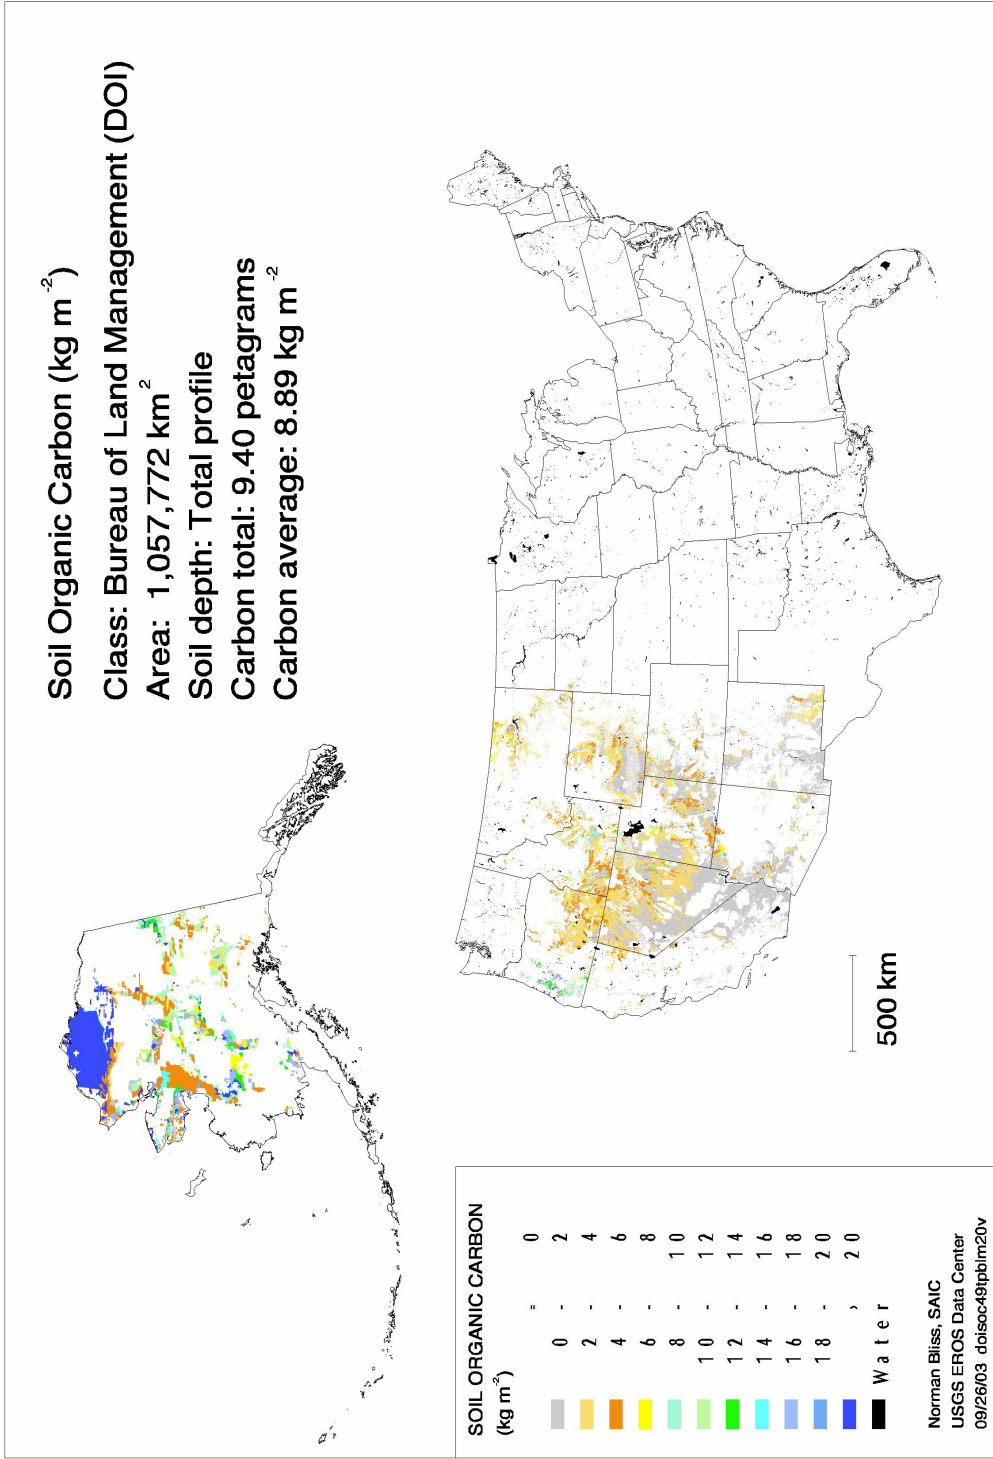 Soil Organic Carbon (kg m-2)
Class: Bureau of Land Management (DOI)
Area: 1,057,772 km2
Soil depth: Total profile
Carbon total: 9.40 petagrams
Carbon average: 8.89 kg m-2
500 km
SOIL ORGANIC CARBON
(kg m-2)
= 0
0 - 2
2 - 4
4 - 6
6 - 8
8 - 10
10 - 12
12 - 14
14 - 16
16 - 18
18 - 20
> 20
Water
Norman Bliss, SAIC
USGS EROS Data Center
09/26/03 doisoc49tpblm20v